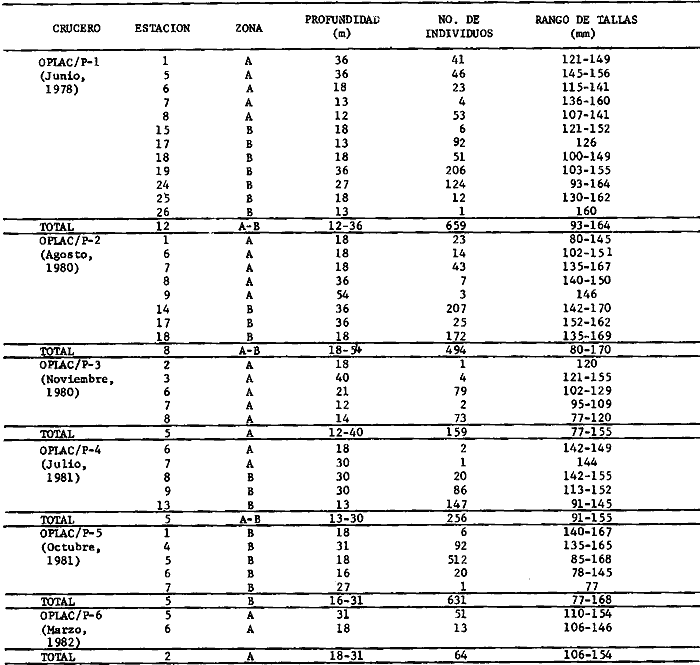 CRUCERO ESTACION ZONA PROFUNDIDAD (m) NO. DE INDIVIDUOS RANGO DE TALLAS (mm)
OPLAC/P-1 1 A 36 41 121-149
(Junio, 5 A 36 46 145-156
1978) 6 A 18 23 115-141
7 A 13 4 136-160
8 A 12 53 107-141
15 B 18 6 121-152
17 B 13 92 126
18 B 18 51 100-149
19 B 36 206 103-155
24 B 27 124 93-164
25 B 18 12 130-162
26 B 13 1 160
TOTAL 12 A-B 12-36 659 93-164
OPLAC/P-2 1 A 18 23 80-145
(Agosto, 6 A 18 14 102-151
1980) 7 A 18 43 135-167
8 A 36 7 140-150
9 A 54 3 146
14 B 36 207 142-170
17 B 36 25 152-162
18 B 18 172 135-169
TOTAL 8 A-B 18-54 494 80-170
OPLAC/P-3 2 A 18 1 120
(Noviembre, 3 A 40 4 121-155
1980) 6 A 21 79 102-129
7 A 12 2 95-109
8 A 14 73 77-120
TOTAL 5 A 12-40 159 77-155
OPLAC/P-4 6 A 18 2 142-149
(Julio, 7 A 30 1 144
1981) 8 B 30 20 142-155
9 B 30 86 113-152
13 B 13 147 91-145
TOTAL 5 A-B 13-30 256 91-155
OPLAC/P-5 1 B 18 6 140-167
(Octubre, 4 B 31 92 135-165
1981) 5 B 18 512 85-168
6 B 16 20 78-145
7 B 27 1 77
TOTAL 5 B 16-31 631 77-168
OPLAC/P-6 5 A 31 51 110-154
(Marzo, 6 A 18 13 106-146
1982)
TOTAL 2 A 18-31 64 106-154